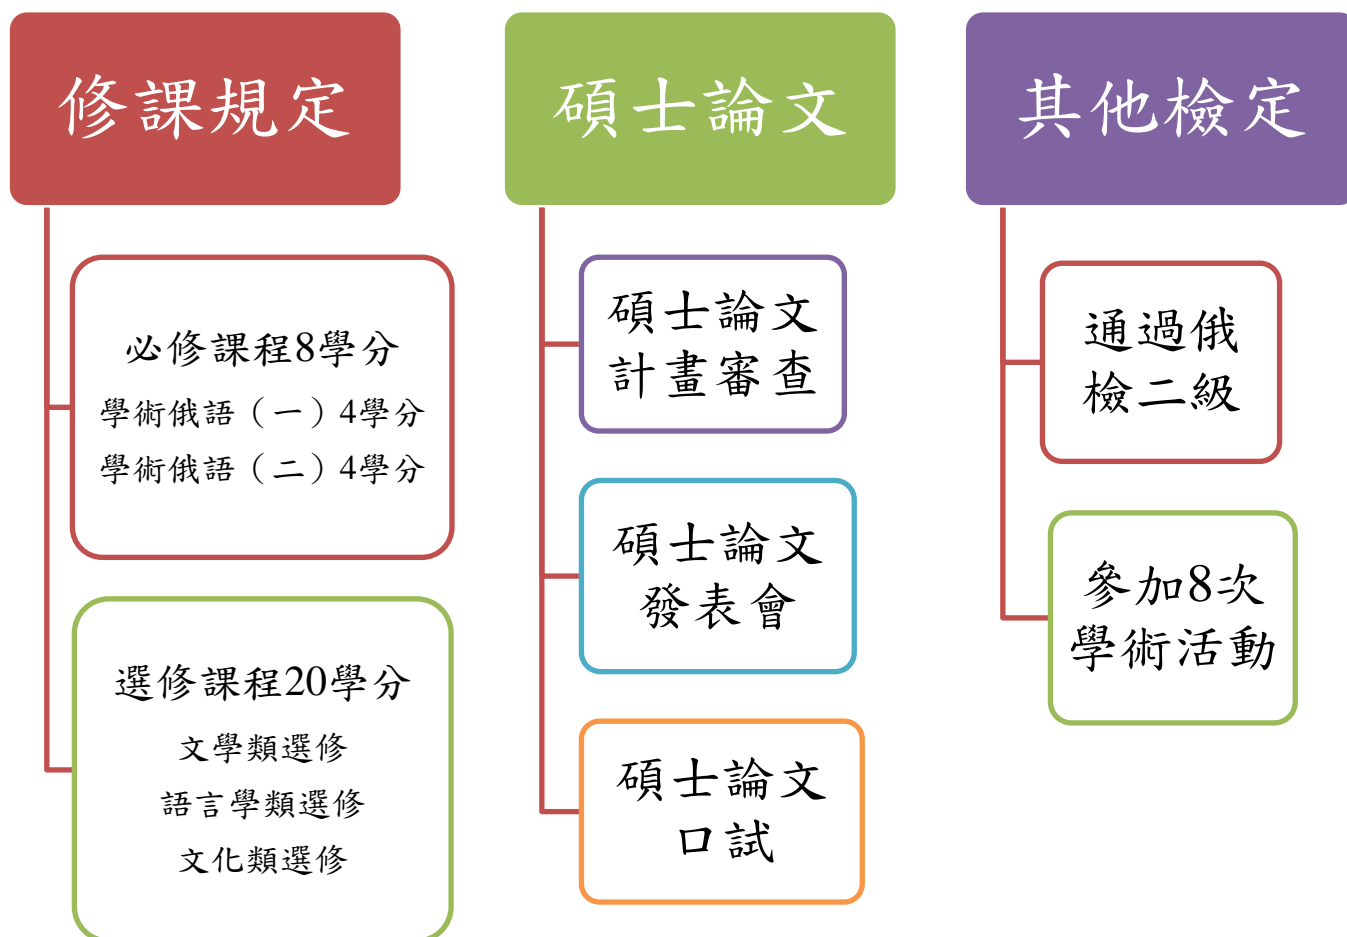 修課規定
必修課程8學分
學術俄語（一）4學分
學術俄語（二）4學分
選修課程20學分
文學類選修
語言學類選修
文化類選修
碩士論文
碩士論文
計畫審查
碩士論文
發表會
碩士論文
口試
其他檢定
通過俄
檢二級
參加8次
學術活動